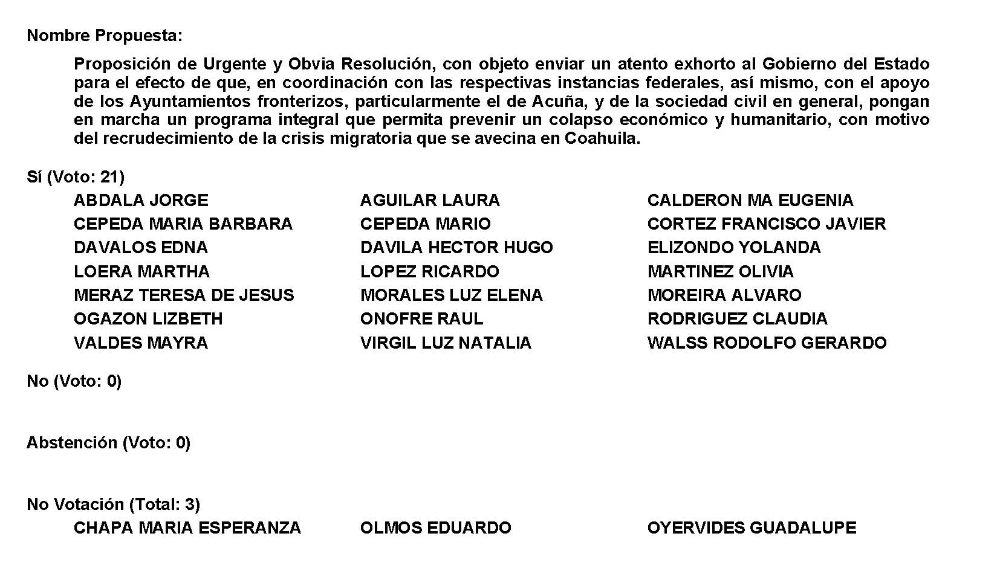 Nombre Propuesta:
Proposición de Urgente y Obvia Resolución, con objeto enviar un atento exhorto al Gobierno del Estado
para el efecto de que, en coordinación con las respectivas instancias federales, así mismo, con el apoyo
de los Ayuntamientos fronterizos, particularmente el de Acuña, y de la sociedad civil en general, pongan
en marcha un programa integral que permita prevenir un colapso económico y humanitario, con motivo
del recrudecimiento de la crisis migratoria que se avecina en Coahuila.
Sí (Voto: 21)
ABDALA JORGE AGUILAR LAURA CALDERON MA EUGENIA
CEPEDA MARIA BARBARA CEPEDA MARIO CORTEZ FRANCISCO JAVIER
DAVALOS EDNA DAVILA HECTOR HUGO ELIZONDO YOLANDA
LOERA MARTHA LOPEZ RICARDO MARTINEZ OLIVIA
MERAZ TERESA DE JESUS MORALES LUZ ELENA MOREIRA ALVARO
OGAZON LIZBETH ONOFRE RAUL RODRIGUEZ CLAUDIA
VALDES MAYRA VIRGIL LUZ NATALIA WALSS RODOLFO GERARDO
No (Voto: 0)
Abstención (Voto: 0)
No Votación (Total: 3)
CHAPA MARIA ESPERANZA OLMOS EDUARDO OYERVIDES GUADALUPE